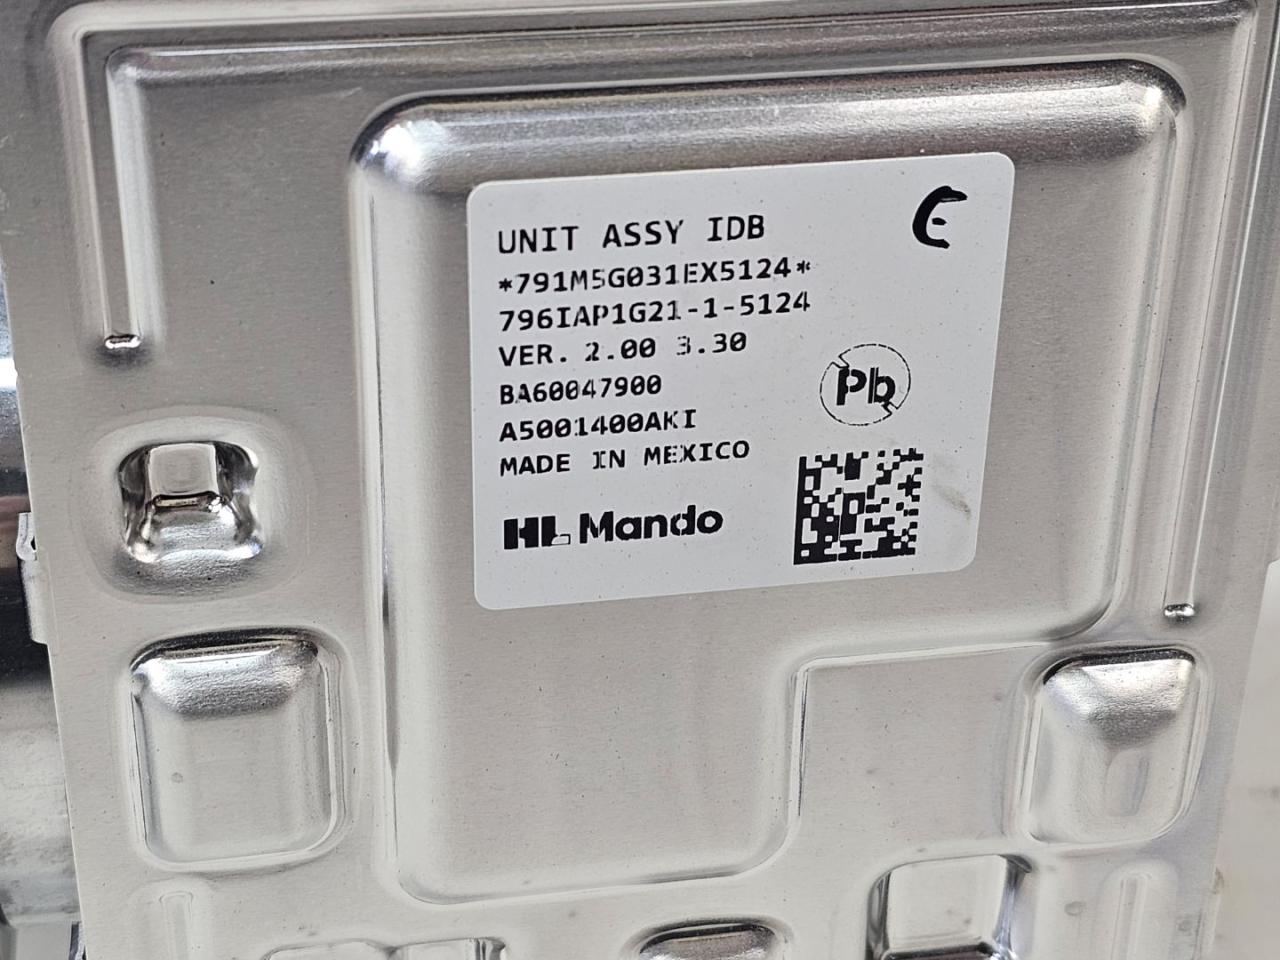 UNIT ASSY IDB
*791M5G031EX5124*
796IAP1G21-1-5124
VER. 2.00 3.30
BA60047900
A5001400AKI
MADE IN MEXICO
HL Mando
E
Pb